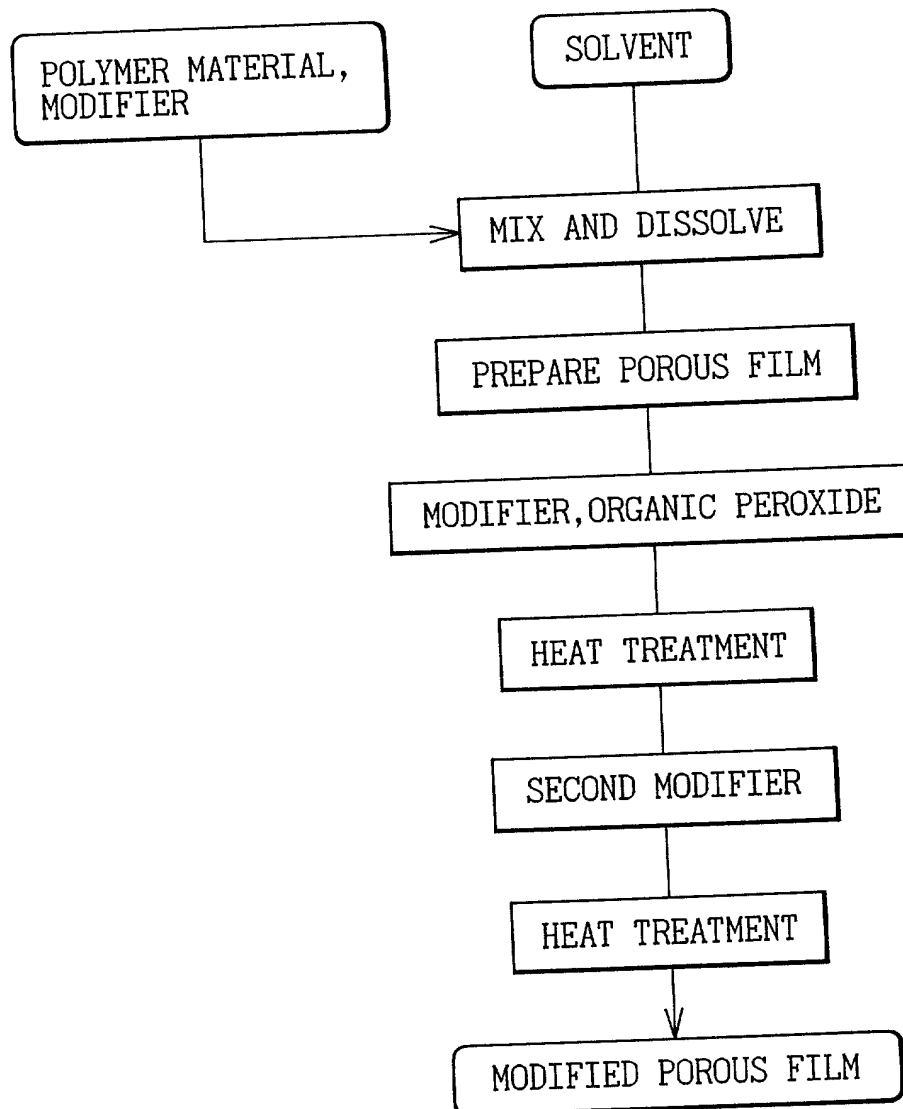 POLYMER MATERIAL,
MODIFIER
SOLVENT
MIX AND DISSOLVE
PREPARE POROUS FILM
MODIFIER,ORGANIC PEROXIDE
HEAT TREATMENT
SECOND MODIFIER
HEAT TREATMENT
MODIFIED POROUS FILM